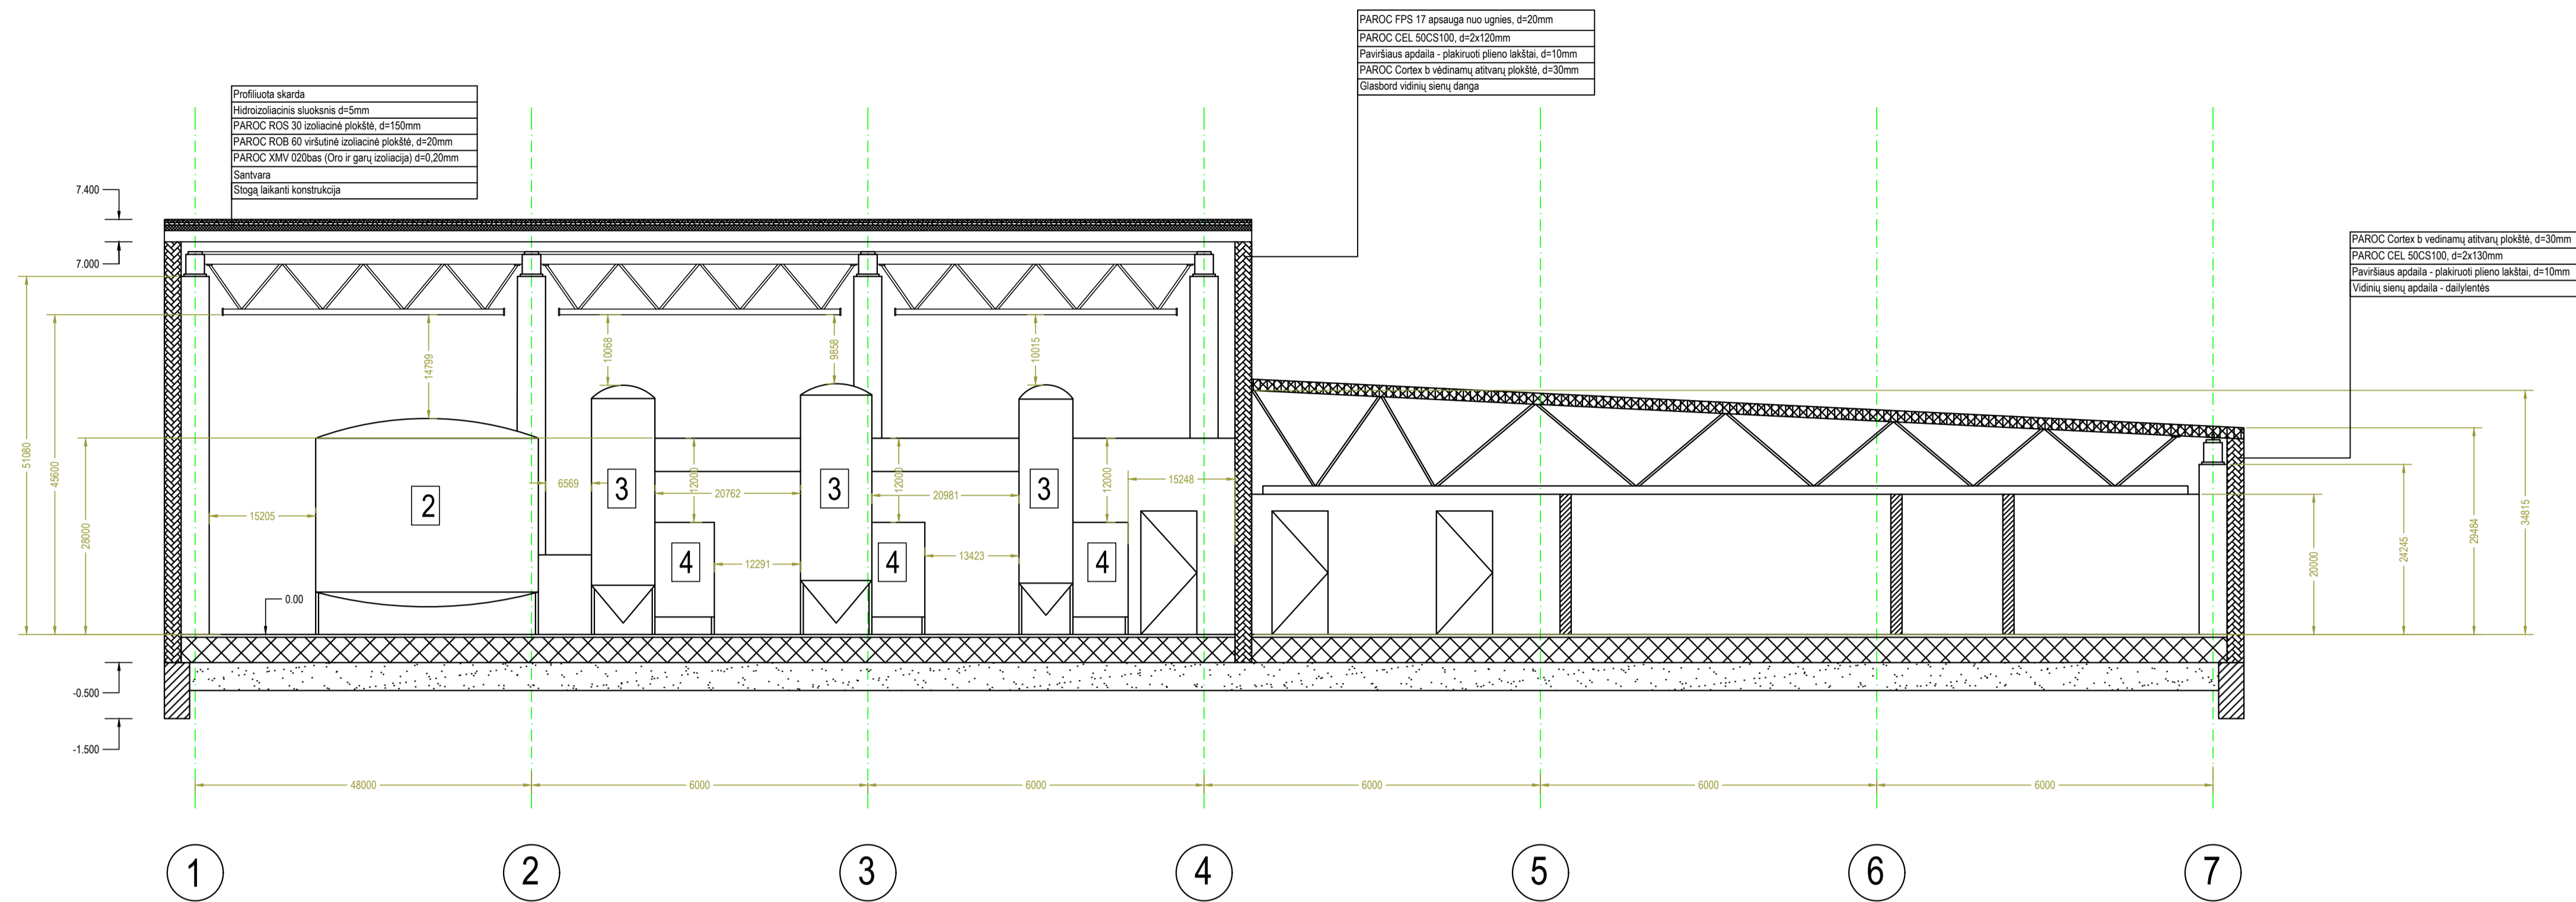 PAROC FPS 17 apsauga nuo ugnies, d=20mm
PAROC CEL 50CS100, d=2x120mm
Paviršiaus apdaila - plakiruoti plieno lakštai, d=10mm
PAROC Cortex b vėdinamų atitvarų plokštė, d=30mm
Glasbord vidinių sienų danga
Profiliuota skarda
Hidroizoliacinis sluoksnis d=5mm
PAROC ROS 30 izoliacinė plokštė, d=150mm
PAROC ROB 60 viršutinė izoliacinė plokštė, d=20mm
PAROC XMV 020bas (Oro ir garų izoliacija) d=0,20mm
Santvara
Stogą laikanti konstrukcija
PAROC Cortex b vedinamų atitvarų plokštė, d=30mm
PAROC CEL 50CS100, d=2x130mm
Paviršiaus apdaila - plakiruoti plieno lakštai, d=10mm
Vidinių sienų apdaila - dailylentės
7.400
7.000
51080
45600
28000
14799
10068
9858
10015
15205
6569
12000
20762
12000
20981
12000
15248
2
3
3
3
4
4
4
12291
13423
0.00
20000
24245
29484
34815
-0.500
-1.500
48000
6000
6000
6000
6000
6000
1
2
3
4
5
6
7